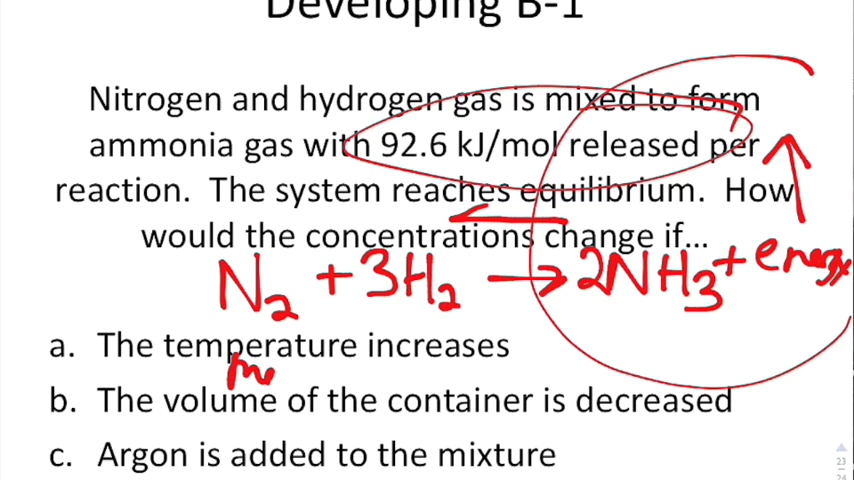 Developing B-1
Nitrogen and hydrogen gas is mixed to form
ammonia gas with 92.6 kJ/mol released per
reaction. The system reaches equilibrium. How
would the concentrations change if...
N₂ + 3H₂ → 2NH₃ + energy
a. The temperature increases
b. The volume of the container is decreased
c. Argon is added to the mixture
23
24